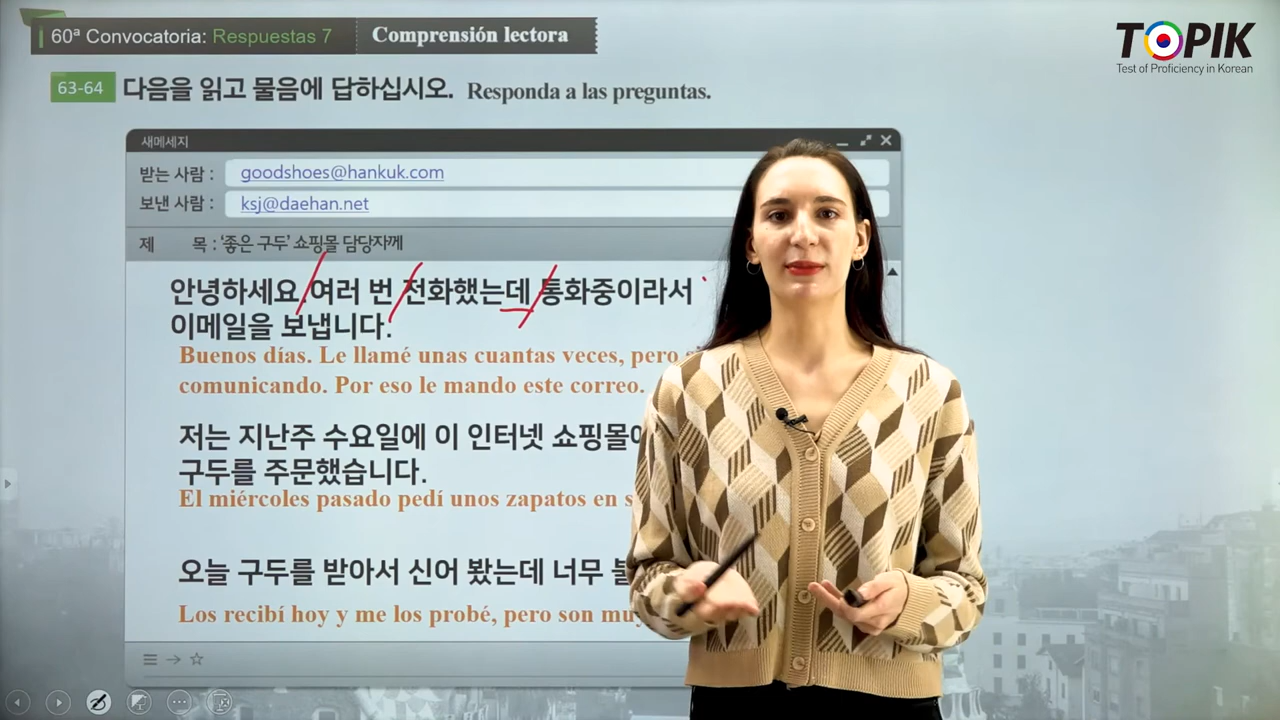 60ª Convocatoria: Respuestas 7 Comprensión lectora
TOPIK
Test of Proficiency in Korean
63-64 다음을 읽고 물음에 답하십시오. Responda a las preguntas.
새메세지
받는 사람 : goodshoes@hankuk.com
보낸 사람 : ksj@daehan.net
제 목 : '좋은 구두' 쇼핑몰 담당자께
안녕하세요. 여러 번 전화했는데 통화중이라서
이메일을 보냅니다.
Buenos días. Le llamé unas cuantas veces, pero
comunicando. Por eso le mando este correo.
저는 지난주 수요일에 이 인터넷
구두를 주문했습니다.
El miércoles pasado pedí unos zapatos en
오늘 구두를 받아서 신어 봤는데 너무
Los recibí hoy y me los probé, pero son